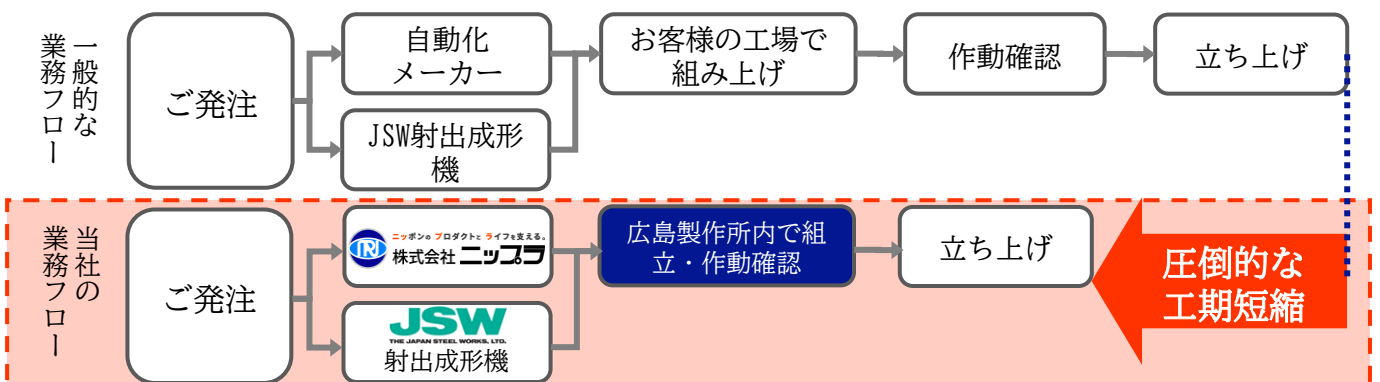 一般的な
業務フロー
ご発注
自動化
メーカー
JSW射出成形
機
お客様の工場で
組み上げ
作動確認
立ち上げ
当社の
業務フロー
ご発注
ニッポンの プロダクトと ライフを支える。
株式会社 ニップラ
JSW
THE JAPAN STEEL WORKS, LTD.
射出成形機
広島製作所内で組
立・作動確認
立ち上げ
圧倒的な
工期短縮